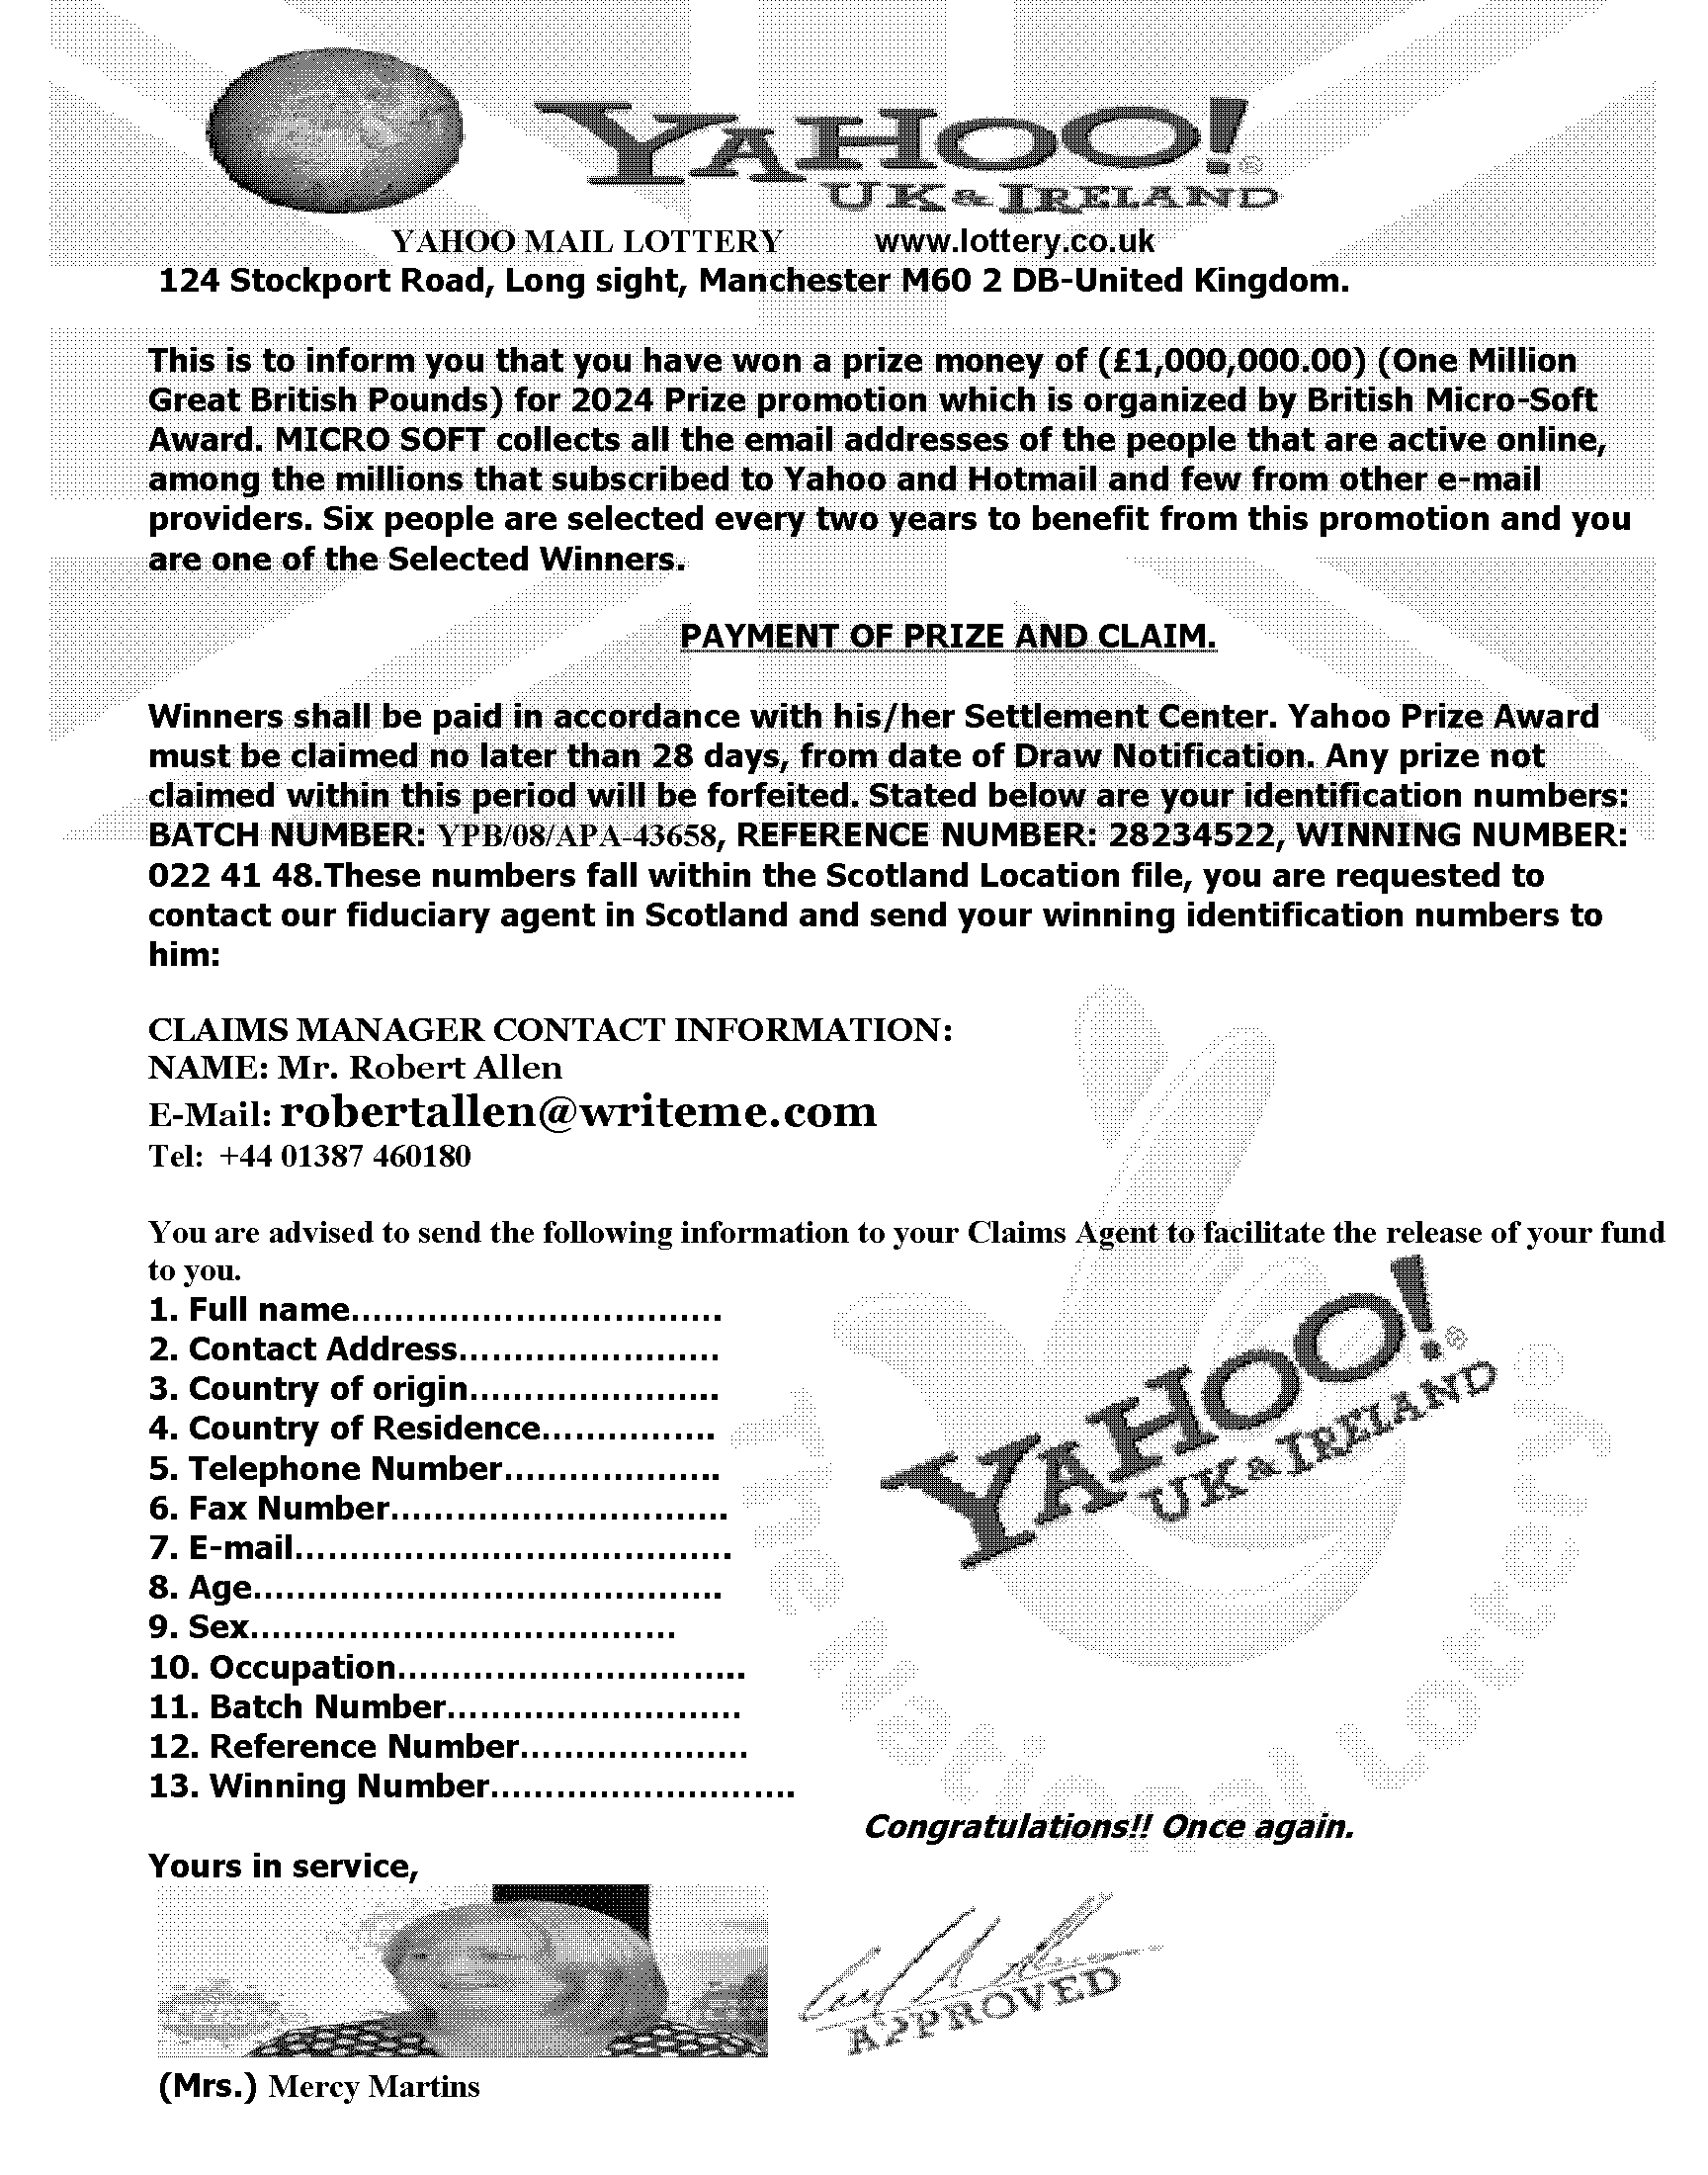 YAHOO!®
UK & IRELAND
YAHOO MAIL LOTTERY www.lottery.co.uk
124 Stockport Road, Long sight, Manchester M60 2 DB-United Kingdom.
This is to inform you that you have won a prize money of (£1,000,000.00) (One Million
Great British Pounds) for 2024 Prize promotion which is organized by British Micro-Soft
Award. MICRO SOFT collects all the email addresses of the people that are active online,
among the millions that subscribed to Yahoo and Hotmail and few from other e-mail
providers. Six people are selected every two years to benefit from this promotion and you
are one of the Selected Winners.
PAYMENT OF PRIZE AND CLAIM.
Winners shall be paid in accordance with his/her Settlement Center. Yahoo Prize Award
must be claimed no later than 28 days, from date of Draw Notification. Any prize not
claimed within this period will be forfeited. Stated below are your identification numbers:
BATCH NUMBER: YPB/08/APA-43658, REFERENCE NUMBER: 28234522, WINNING NUMBER:
022 41 48.These numbers fall within the Scotland Location file, you are requested to
contact our fiduciary agent in Scotland and send your winning identification numbers to
him:
CLAIMS MANAGER CONTACT INFORMATION:
NAME: Mr. Robert Allen
E-Mail: robertallen@writeme.com
Tel: +44 01387 460180
You are advised to send the following information to your Claims Agent to facilitate the release of your fund
to you.
1. Full name.......................................
2. Contact Address............................
3. Country of origin...........................
4. Country of Residence...................
5. Telephone Number.......................
6. Fax Number....................................
7. E-mail...............................................
8. Age..................................................
9. Sex..............................................
10. Occupation.....................................
11. Batch Number................................
12. Reference Number........................
13. Winning Number................................
YAHOO!®
UK & IRELAND
The National Lottery®
Congratulations!! Once again.
Yours in service,
APPROVED
(Mrs.) Mercy Martins